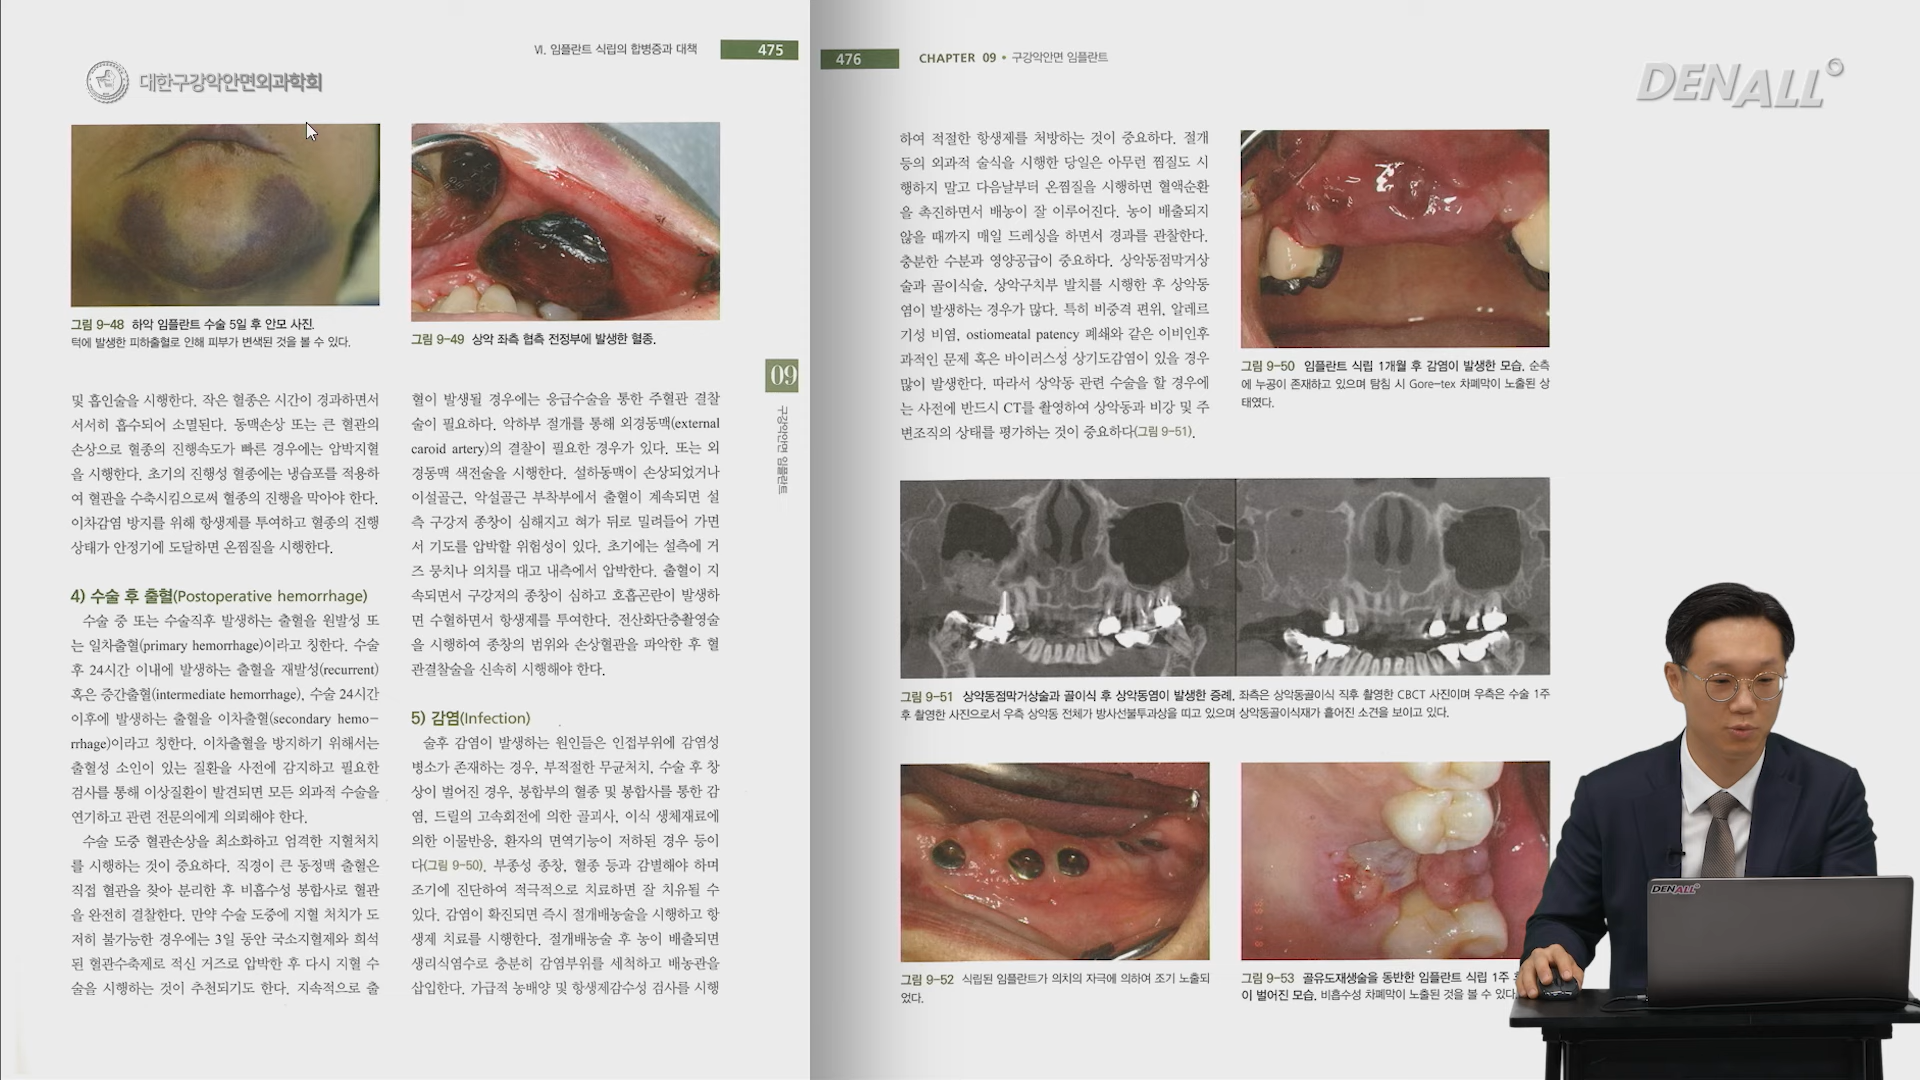 VI. 임플란트 식립의 합병증과 대책
475
대한구강악안면외과학회
그림 9-48 하악 임플란트 수술 5일 후 안모 사진.
턱에 발생한 피하출혈로 인해 피부가 변색된 것을 볼 수 있다.
그림 9-49 상악 좌측 협측 전정부에 발생한 혈종.
및 흡인술을 시행한다. 작은 혈종은 시간이 경과하면서
서서히 흡수되어 소멸된다. 동맥손상 또는 큰 혈관의
손상으로 혈종의 진행속도가 빠른 경우에는 압박지혈
을 시행한다. 초기의 진행성 혈종에는 냉습포를 적용하
여 혈관을 수축시킴으로써 혈종의 진행을 막아야 한다.
이차감염 방지를 위해 항생제를 투여하고 혈종의 진행
상태가 안정기에 도달하면 온찜질을 시행한다.
4) 수술 후 출혈(Postoperative hemorrhage)
수술 중 또는 수술직후 발생하는 출혈을 원발성 또
는 일차출혈(primary hemorrhage)이라고 칭한다. 수술
후 24시간 이내에 발생하는 출혈을 재발성(recurrent)
혹은 중간출혈(intermediate hemorrhage), 수술 24시간
이후에 발생하는 출혈을 이차출혈(secondary hemo-
rrhage)이라고 칭한다. 이차출혈을 방지하기 위해서는
출혈성 소인이 있는 질환을 사전에 감지하고 필요한
검사를 통해 이상질환이 발견되면 모든 외과적 수술을
연기하고 관련 전문의에게 의뢰해야 한다.
수술 도중 혈관손상을 최소화하고 엄격한 지혈처치
를 시행하는 것이 중요하다. 직경이 큰 동정맥 출혈은
직접 혈관을 찾아 분리한 후 비흡수성 봉합사로 혈관
을 완전히 결찰한다. 만약 수술 도중에 지혈 처치가 도
저히 불가능한 경우에는 3일 동안 국소지혈제와 희석
된 혈관수축제로 적신 거즈로 압박한 후 다시 지혈 수
술을 시행하는 것이 추천되기도 한다. 지속적으로 출
혈이 발생될 경우에는 응급수술을 통한 주혈관 결찰
술이 필요하다. 악하부 절개를 통해 외경동맥(external
caroid artery)의 결찰이 필요한 경우가 있다. 또는 외
경동맥 색전술을 시행한다. 설하동맥이 손상되었거나
이설골근, 악설골근 부착부에서 출혈이 계속되면 설
측 구강저 종창이 심해지고 혀가 뒤로 밀려들어 가면
서 기도를 압박할 위험성이 있다. 초기에는 설측에 거
즈 뭉치나 의치를 대고 내측에서 압박한다. 출혈이 지
속되면서 구강저의 종창이 심하고 호흡곤란이 발생하
면 수혈하면서 항생제를 투여한다. 전산화단층촬영술
을 시행하여 종창의 범위와 손상혈관을 파악한 후 혈
관결찰술을 신속히 시행해야 한다.
5) 감염(Infection)
술후 감염이 발생하는 원인들은 인접부위에 감염성
병소가 존재하는 경우, 부적절한 무균처치, 수술 후 창
상이 벌어진 경우, 봉합부의 혈종 및 봉합사를 통한 감
염, 드릴의 고속회전에 의한 골괴사, 이식 생체재료에
의한 이물반응, 환자의 면역기능이 저하된 경우 등이
다(그림 9-50). 부종성 종창, 혈종 등과 감별해야 하며
조기에 진단하여 적극적으로 치료하면 잘 치유될 수
있다. 감염이 확진되면 즉시 절개배농술을 시행하고 항
생제 치료를 시행한다. 절개배농술 후 농이 배출되면
생리식염수로 충분히 감염부위를 세척하고 배농관을
삽입한다. 가급적 농배양 및 항생제감수성 검사를 시행
09
구강악안면 임플란트
476
CHAPTER 09 • 구강악안면 임플란트
DENALL
하여 적절한 항생제를 처방하는 것이 중요하다. 절개
등의 외과적 술식을 시행한 당일은 아무런 찜질도 시
행하지 말고 다음날부터 온찜질을 시행하면 혈액순환
을 촉진하면서 배농이 잘 이루어진다. 농이 배출되지
않을 때까지 매일 드레싱을 하면서 경과를 관찰한다.
충분한 수분과 영양공급이 중요하다. 상악동점막거상
술과 골이식술, 상악구치부 발치를 시행한 후 상악동
염이 발생하는 경우가 많다. 특히 비중격 편위, 알레르
기성 비염, ostiomeatal patency 폐쇄와 같은 이비인후
과적인 문제 혹은 바이러스성 상기도감염이 있을 경우
많이 발생한다. 따라서 상악동 관련 수술을 할 경우에
는 사전에 반드시 CT를 촬영하여 상악동과 비강 및 주
변조직의 상태를 평가하는 것이 중요하다(그림 9-51).
그림 9-50 임플란트 식립 1개월 후 감염이 발생한 모습. 순측
에 누공이 존재하고 있으며 탐침 시 Gore-tex 차폐막이 노출된 상
태였다.
그림 9-51 상악동점막거상술과 골이식 후 상악동염이 발생한 증례. 좌측은 상악동골이식 직후 촬영한 CBCT 사진이며 우측은 수술 1주
후 촬영한 사진으로서 우측 상악동 전체가 방사선불투과상을 띠고 있으며 상악동골이식재가 흩어진 소견을 보이고 있다.
그림 9-52 식립된 임플란트가 의치의 자극에 의하여 조기 노출되
었다.
그림 9-53 골유도재생술을 동반한 임플란트 식립 1주
이 벌어진 모습. 비흡수성 차폐막이 노출된 것을 볼 수 있다.
DENALL